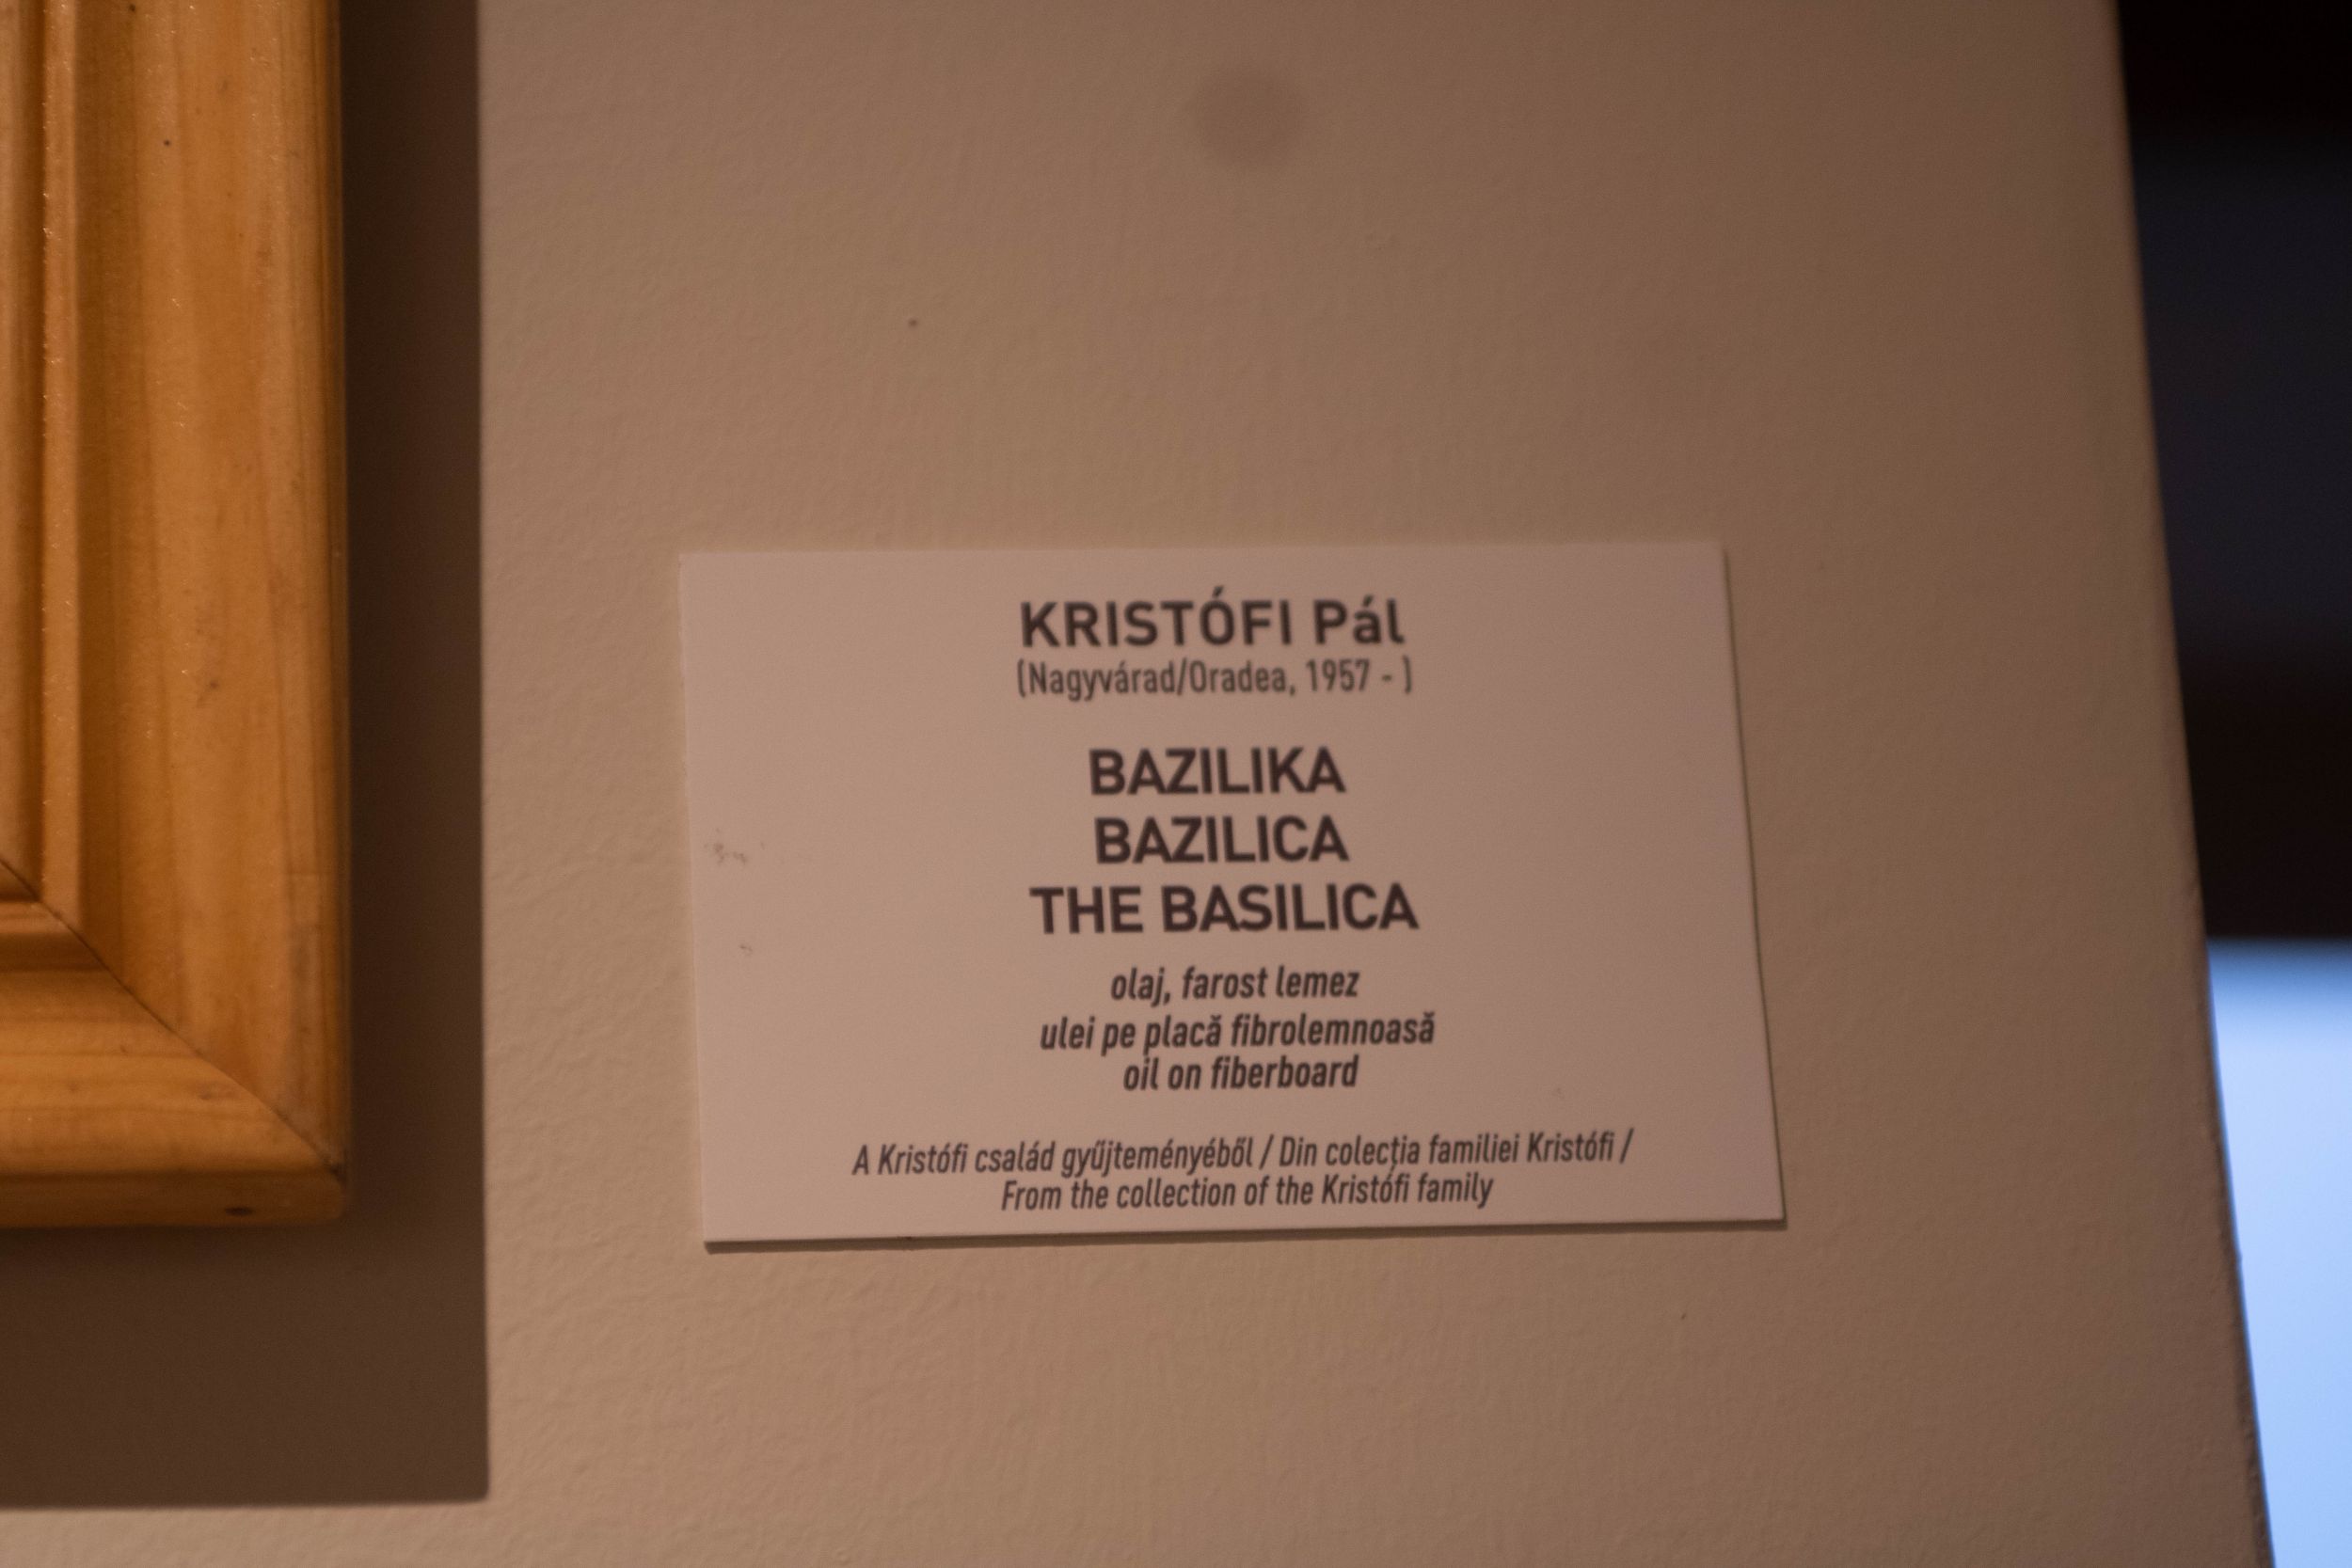 KRISTÓFI Pál
(Nagyvárad/Oradea, 1957 - )
BAZILIKA
BAZILICA
THE BASILICA
olaj, farost lemez
ulei pe placă fibrolemnoasă
oil on fiberboard
A Kristófi család gyűjteményéből / Din colecția familiei Kristófi /
From the collection of the Kristófi family